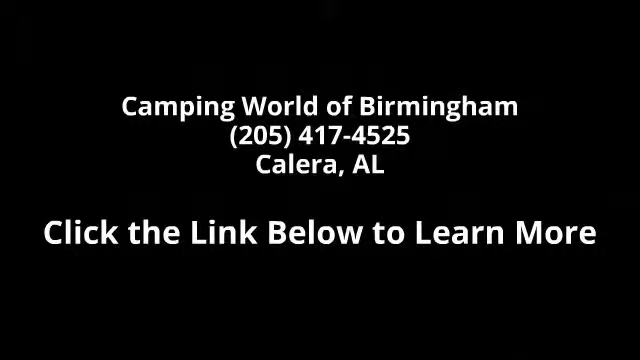 Camping World of Birmingham
(205) 417-4525
Calera, AL
Click the Link Below to Learn More